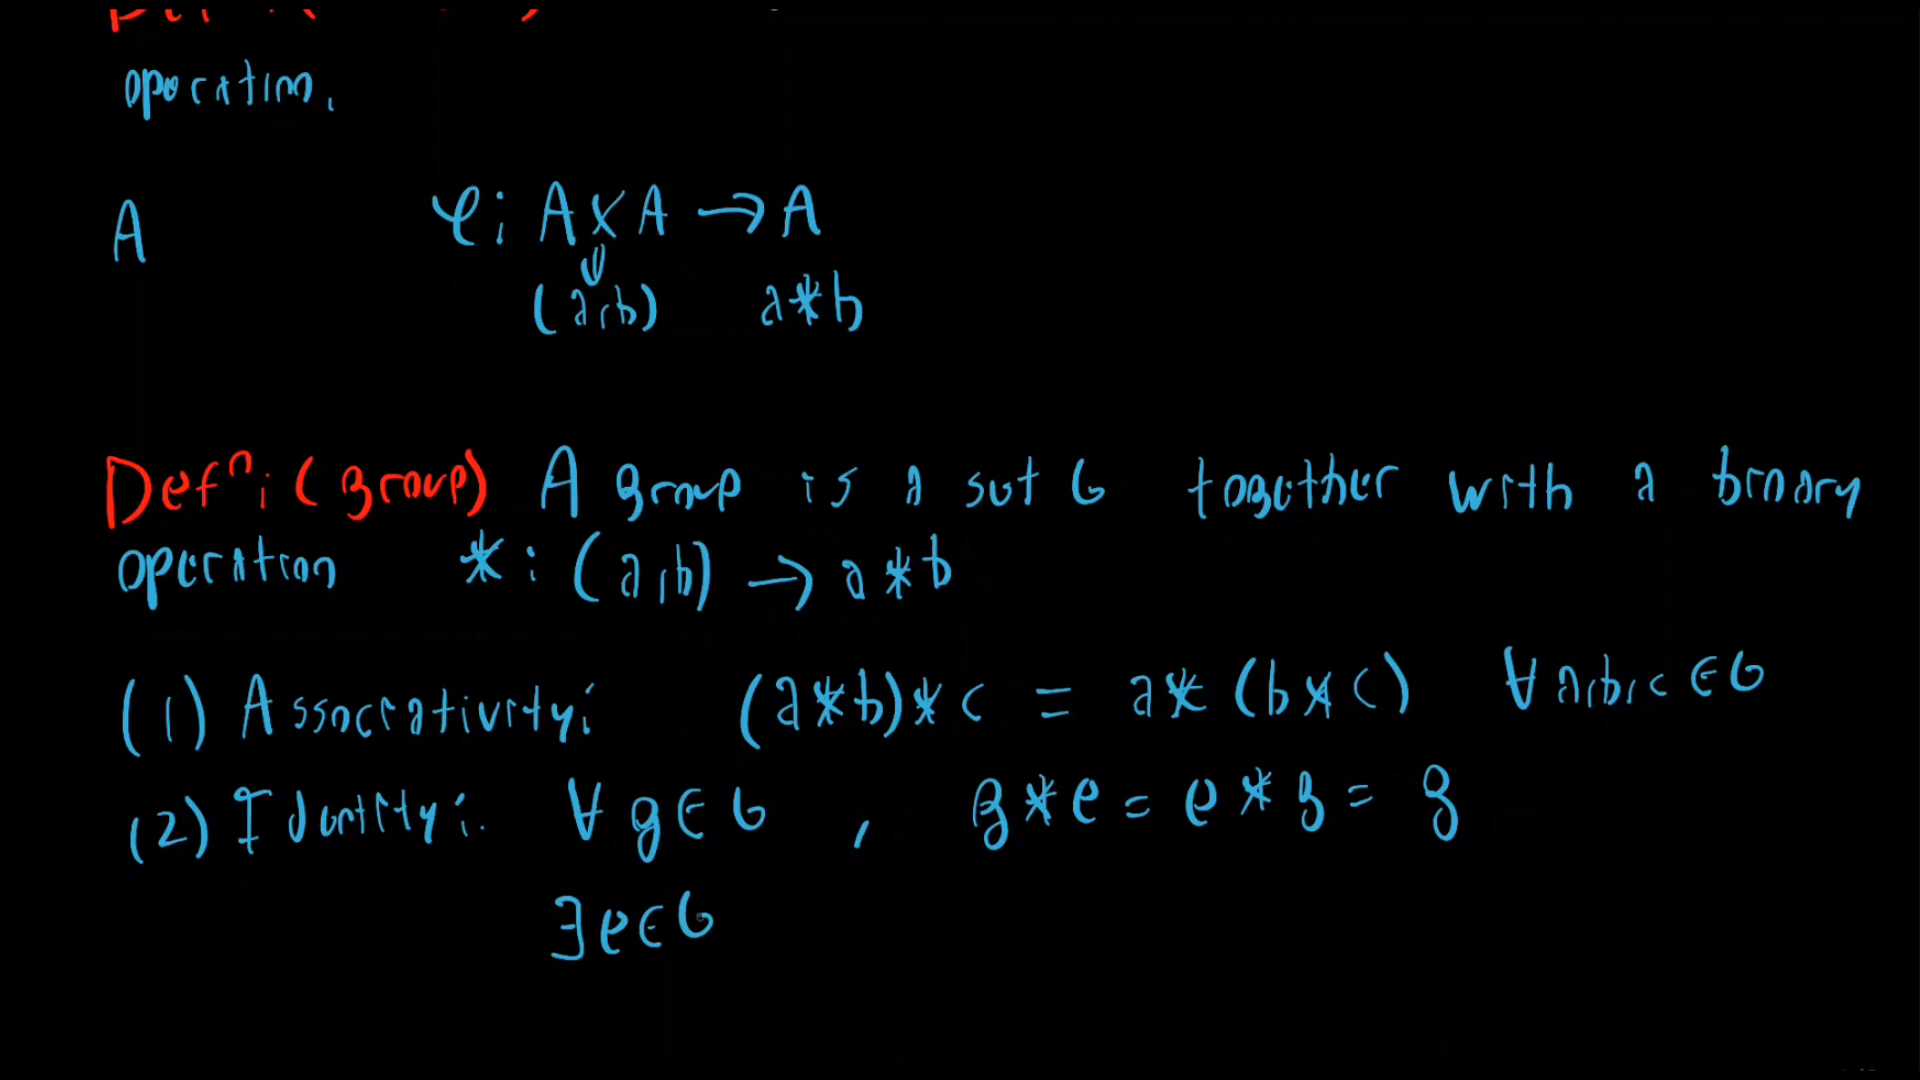 operation.
A φ: A×A → A
(a,b) a*b
Defⁿ: (group) A group is a set G together with a binary
operation *: (a,b) → a*b
(1) Associativity: (a*b)*c = a*(b*c) ∀a,b,c ∈ G
(2) Identity: ∀ g ∈ G , g*e = e*g = g
∃e∈G